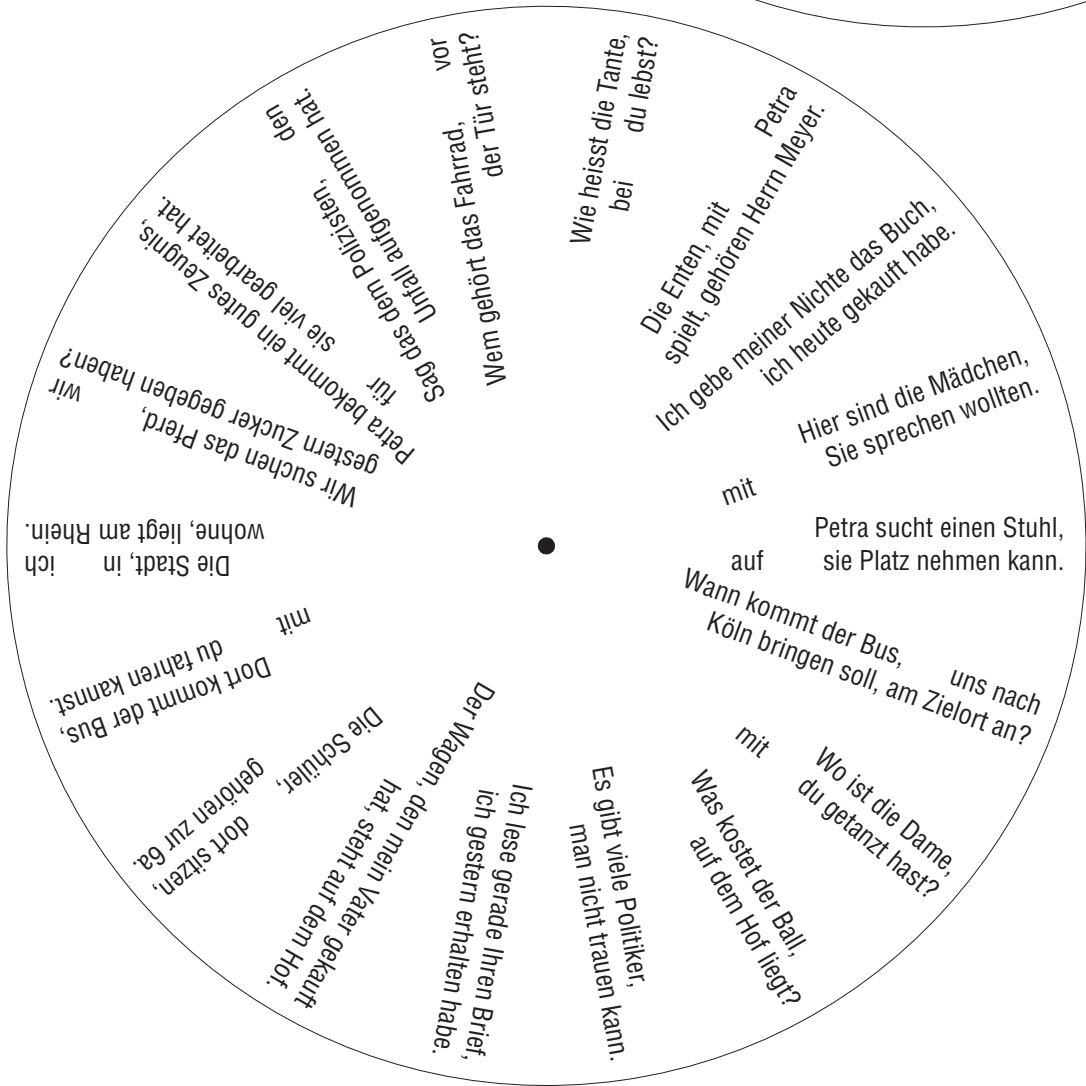 Wem gehört das Fahrrad, vor
der Tür steht?
Wie heisst die Tante,
bei du lebst?
Die Enten, mit Petra
spielt, gehören Herrn Meyer.
Ich gebe meiner Nichte das Buch,
ich heute gekauft habe.
Hier sind die Mädchen,
mit Sie sprechen wollten.
Petra sucht einen Stuhl,
auf sie Platz nehmen kann.
Wann kommt der Bus, uns nach
Köln bringen soll, am Zielort an?
Wo ist die Dame,
mit du getanzt hast?
Was kostet der Ball,
auf dem Hof liegt?
Es gibt viele Politiker,
man nicht trauen kann.
Ich lese gerade Ihren Brief,
ich gestern erhalten habe.
Der Wagen, den mein Vater gekauft
hat, steht auf dem Hof.
Die Schüler, dort sitzen,
gehören zur 6a.
Dort kommt der Bus,
mit du fahren kannst.
Die Stadt, in ich
wohne, liegt am Rhein.
Wir suchen das Pferd, wir
gestern Zucker gegeben haben?
Petra bekommt ein gutes Zeugnis,
für sie viel gearbeitet hat.
Sag das dem Polizisten, den
Unfall aufgenommen hat.